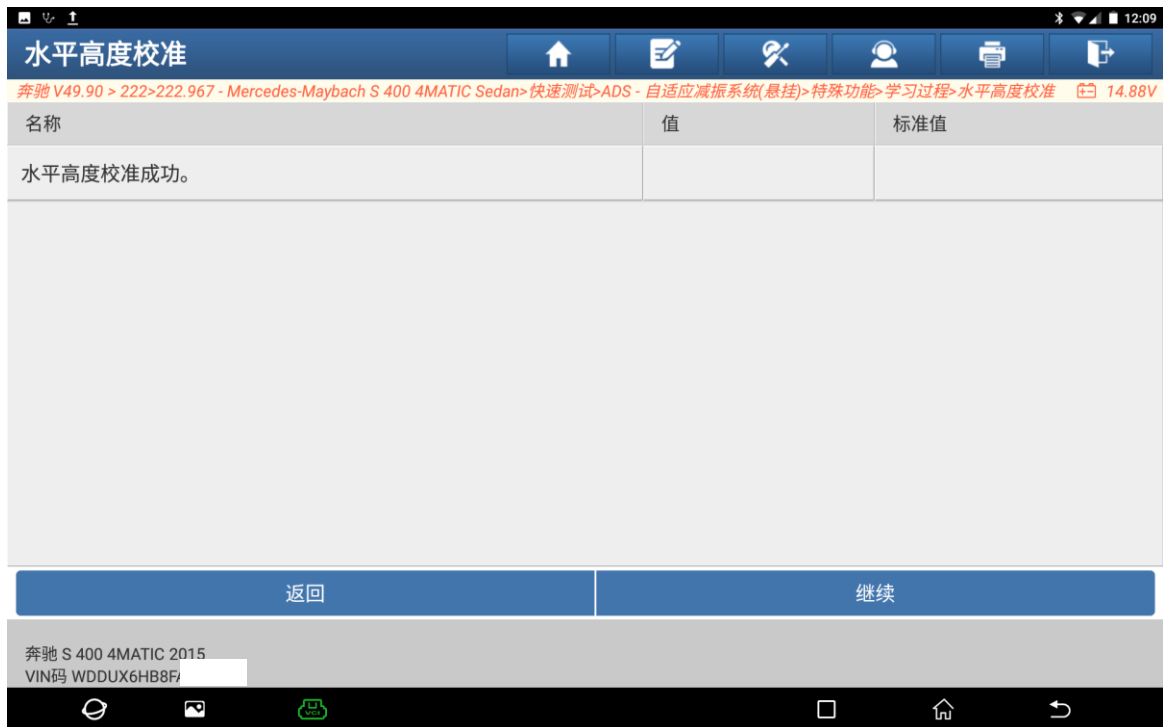 12:09
水平高度校准
奔驰 V49.90 > 222>222.967 - Mercedes-Maybach S 400 4MATIC Sedan>快速测试>ADS - 自适应减振系统(悬挂)>特殊功能>学习过程>水平高度校准 14.88V
名称 值 标准值
水平高度校准成功。
返回 继续
奔驰 S 400 4MATIC 2015
VIN码 WDDUX6HB8F
VCI